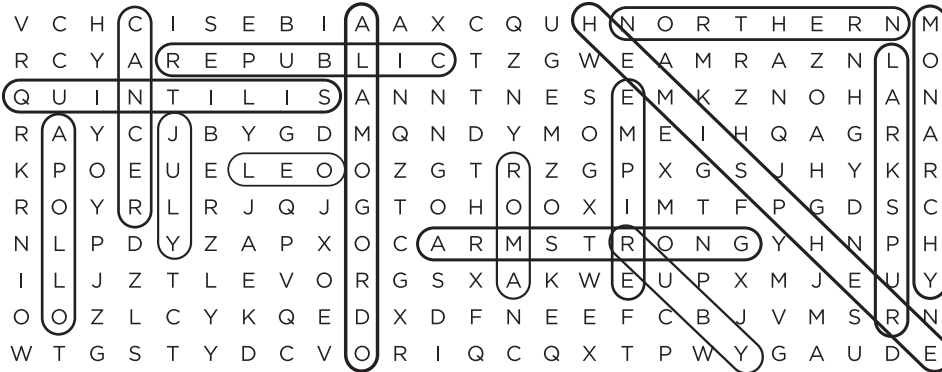 V C H C I S E B I A A X C Q U H N O R T H E R N M
R C Y A R E P U B L I C T Z G W E A M R A Z N L O
Q U I N T I L I S A N N T N E S E M K Z N O H A N
R A Y C J B Y G D M Q N D Y M O M E I H Q A G R A
K P O E U E L E O O Z G T R Z G P X G S J H Y K R
R O Y R L R J Q J G T O H O O X I M T F P G D S C
N L P D Y Z A P X O C A R M S T R O N G Y H N P H
I L J Z T L E V O R G S X A K W E U P X M J E U Y
O O Z L C Y K Q E D X D F N E E F C B J V M S R N
W T G S T Y D C V O R I Q C Q X T P W Y G A U D E